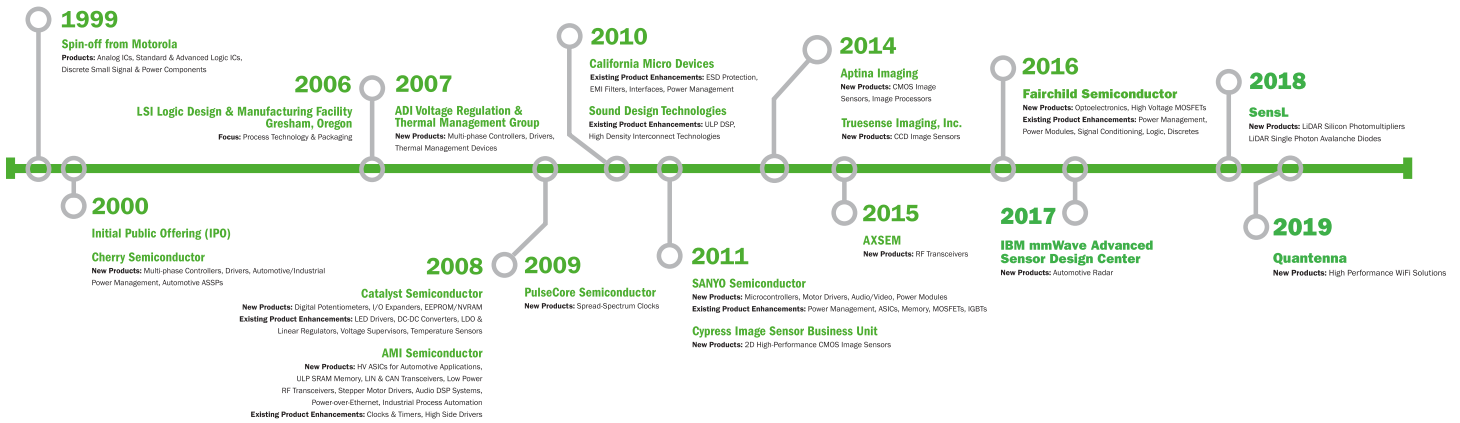 1999
Spin-off from Motorola
Products: Analog ICs, Standard & Advanced Logic ICs,
Discrete Small Signal & Power Components
2000
Initial Public Offering (IPO)
Cherry Semiconductor
New Products: Multi-phase Controllers, Drivers, Automotive/Industrial
Power Management, Automotive ASSPs
2006
LSI Logic Design & Manufacturing Facility
Gresham, Oregon
Focus: Process Technology & Packaging
2007
ADI Voltage Regulation &
Thermal Management Group
New Products: Multi-phase Controllers, Drivers,
Thermal Management Devices
2008
Catalyst Semiconductor
New Products: Digital Potentiometers, I/O Expanders, EEPROM/NVRAM
Existing Product Enhancements: LED Drivers, DC-DC Converters, LDO &
Linear Regulators, Voltage Supervisors, Temperature Sensors
AMI Semiconductor
New Products: HV ASICs for Automotive Applications,
ULP SRAM Memory, LIN & CAN Transceivers, Low Power
RF Transceivers, Stepper Motor Drivers, Audio DSP Systems,
Power-over-Ethernet, Industrial Process Automation
Existing Product Enhancements: Clocks & Timers, High Side Drivers
2009
PulseCore Semiconductor
New Products: Spread-Spectrum Clocks
2010
California Micro Devices
Existing Product Enhancements: ESD Protection,
EMI Filters, Interfaces, Power Management
Sound Design Technologies
Existing Product Enhancements: ULP DSP,
High Density Interconnect Technologies
2011
SANYO Semiconductor
New Products: Microcontrollers, Motor Drivers, Audio/Video, Power Modules
Existing Product Enhancements: Power Management, ASICs, Memory, MOSFETs, IGBTs
Cypress Image Sensor Business Unit
New Products: 2D High-Performance CMOS Image Sensors
2014
Aptina Imaging
New Products: CMOS Image
Sensors, Image Processors
Truesense Imaging, Inc.
New Products: CCD Image Sensors
2015
AXSEM
New Products: RF Transceivers
2016
Fairchild Semiconductor
New Products: Optoelectronics, High Voltage MOSFETs
Existing Product Enhancements: Power Management,
Power Modules, Signal Conditioning, Logic, Discretes
2017
IBM mmWave Advanced
Sensor Design Center
New Products: Automotive Radar
2018
SensL
New Products: LiDAR Silicon Photomultipliers
LiDAR Single Photon Avalanche Diodes
2019
Quantenna
New Products: High Performance WiFi Solutions